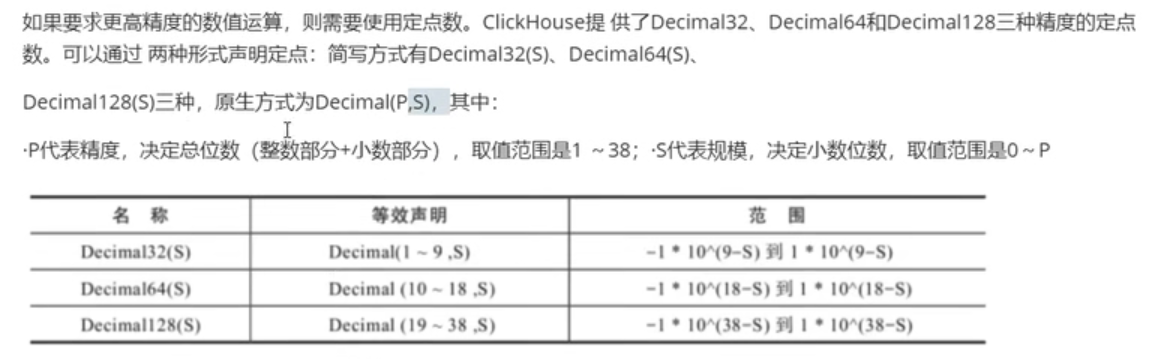 如果要求更高精度的数值运算，则需要使用定点数。ClickHouse提 供了Decimal32、Decimal64和Decimal128三种精度的定点
数。可以通过 两种形式声明定点：简写方式有Decimal32(S)、Decimal64(S)、
Decimal128(S)三种，原生方式为Decimal(P,S)，其中：
·P代表精度，决定总位数（整数部分+小数部分），取值范围是1 ～38；·S代表规模，决定小数位数，取值范围是0～P
名 称 等效声明 范 围
Decimal32(S) Decimal(1 ~ 9 ,S) -1 * 10^(9-S) 到 1 * 10^(9-S)
Decimal64(S) Decimal (10 ~ 18 ,S) -1 * 10^(18-S) 到 1 * 10^(18-S)
Decimal128(S) Decimal (19 ~ 38 ,S) -1 * 10^(38-S) 到 1 * 10^(38-S)